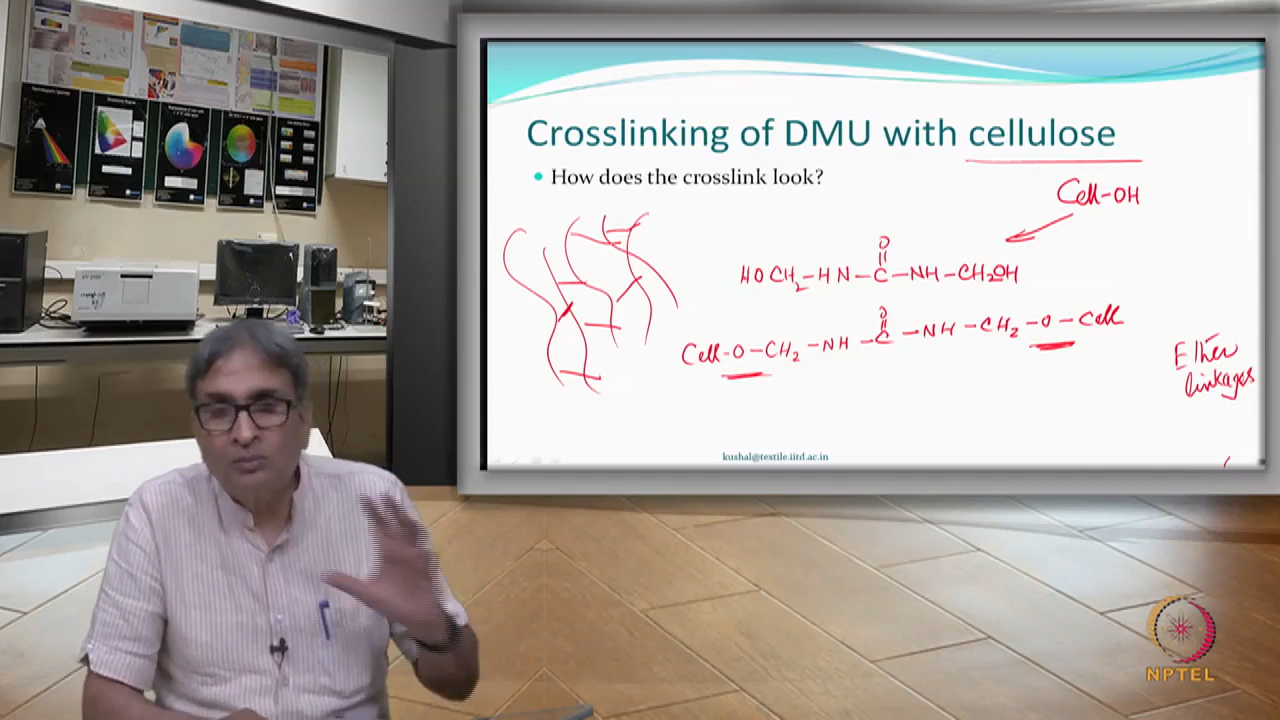 Crosslinking of DMU with cellulose
• How does the crosslink look?
Cell-OH
O
HOCH2-HN-C-NH-CH2OH
O
Cell-O-CH2-NH-C-NH-CH2-O-Cell
Ether
linkages
kushal@textile.iitd.ac.in
NPTEL